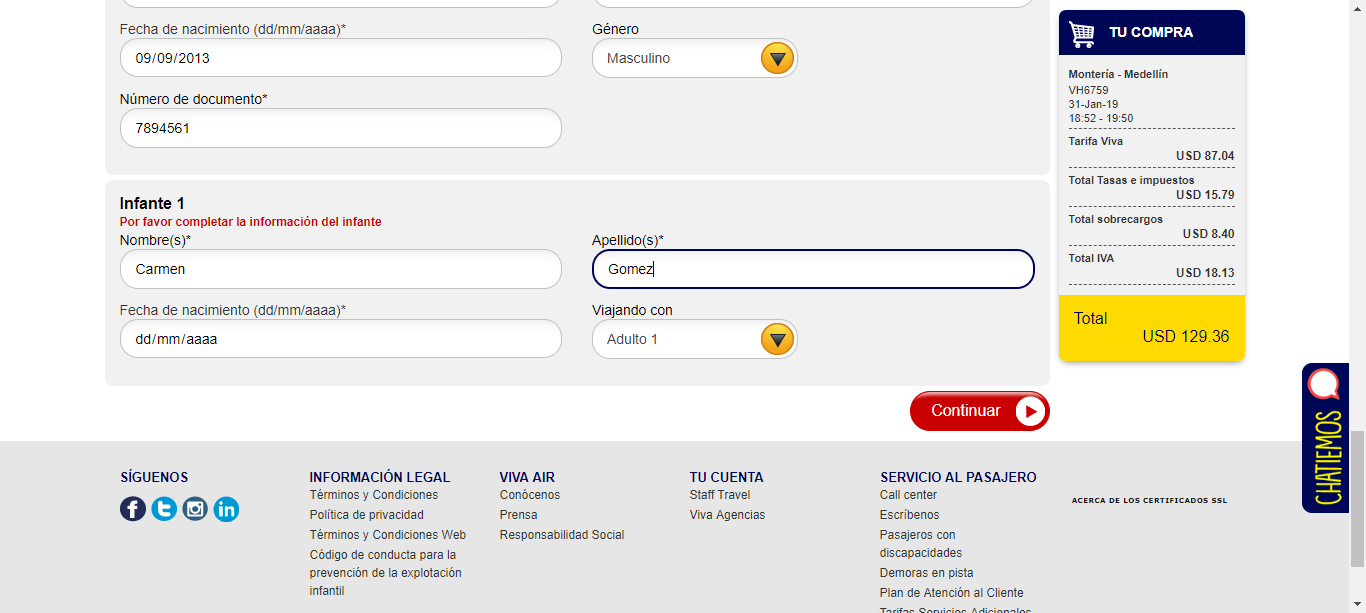 Fecha de nacimiento (dd/mm/aaaa)*
Género
09/09/2013
Masculino
Número de documento*
7894561
Infante 1
Por favor completar la información del infante
Nombre(s)*
Apellido(s)*
Carmen
Gomez
Fecha de nacimiento (dd/mm/aaaa)*
Viajando con
dd/mm/aaaa
Adulto 1
Continuar
TU COMPRA
Montería - Medellín
VH6759
31-Jan-19
18:52 - 19:50
Tarifa Viva
USD 87.04
Total Tasas e impuestos
USD 15.79
Total sobrecargos
USD 8.40
Total IVA
USD 18.13
Total
USD 129.36
CHATIEMOS
SÍGUENOS
INFORMACIÓN LEGAL
Términos y Condiciones
Política de privacidad
Términos y Condiciones Web
Código de conducta para la
prevención de la explotación
infantil
VIVA AIR
Conócenos
Prensa
Responsabilidad Social
TU CUENTA
Staff Travel
Viva Agencias
SERVICIO AL PASAJERO
Call center
Escríbenos
Pasajeros con
discapacidades
Demoras en pista
Plan de Atención al Cliente
Tarifas Servicios Adicionales
ACERCA DE LOS CERTIFICADOS SSL